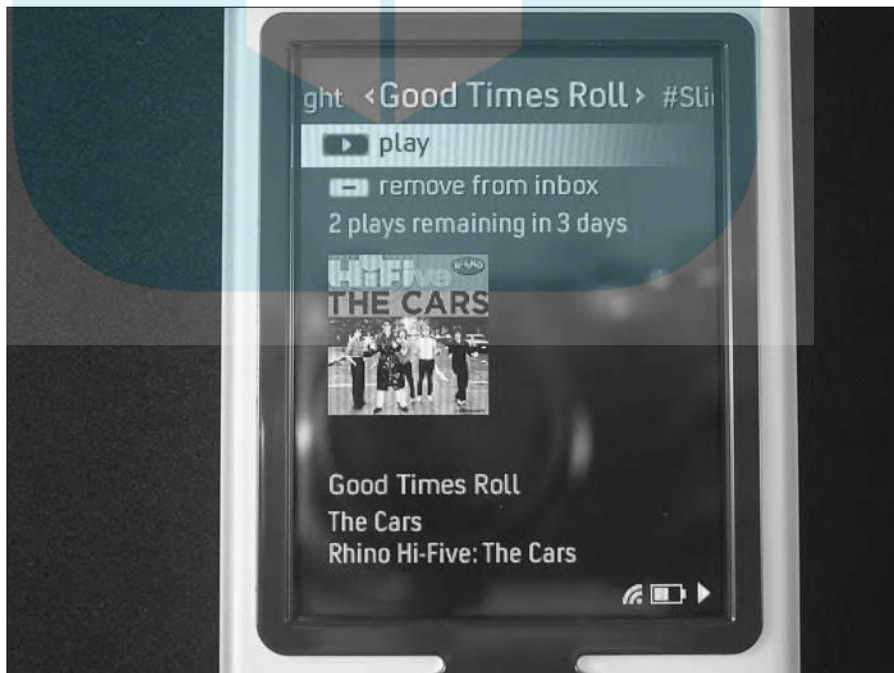 ght <Good Times Roll> #Sli
play
remove from inbox
2 plays remaining in 3 days
HiFive RHINO
THE CARS
Good Times Roll
The Cars
Rhino Hi-Five: The Cars